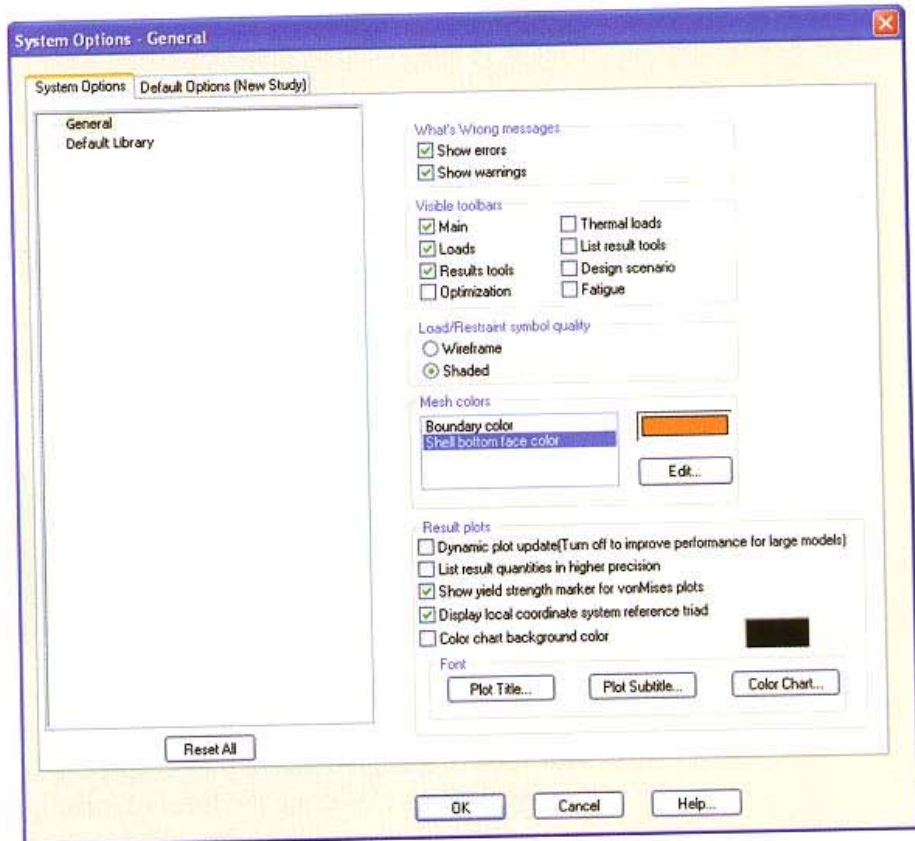 System Options - General
System Options
Default Options (New Study)
General
Default Library
What's Wrong messages
Show errors
Show warnings
Visible toolbars
Main
Thermal loads
Loads
List result tools
Results tools
Design scenario
Optimization
Fatigue
Load/Restraint symbol quality
Wireframe
Shaded
Mesh colors
Boundary color
Shell bottom face color
Edit...
Result plots
Dynamic plot update(Turn off to improve performance for large models)
List result quantities in higher precision
Show yield strength marker for vonMises plots
Display local coordinate system reference triad
Color chart background color
Font
Plot Title...
Plot Subtitle...
Color Chart...
Reset All
OK
Cancel
Help...